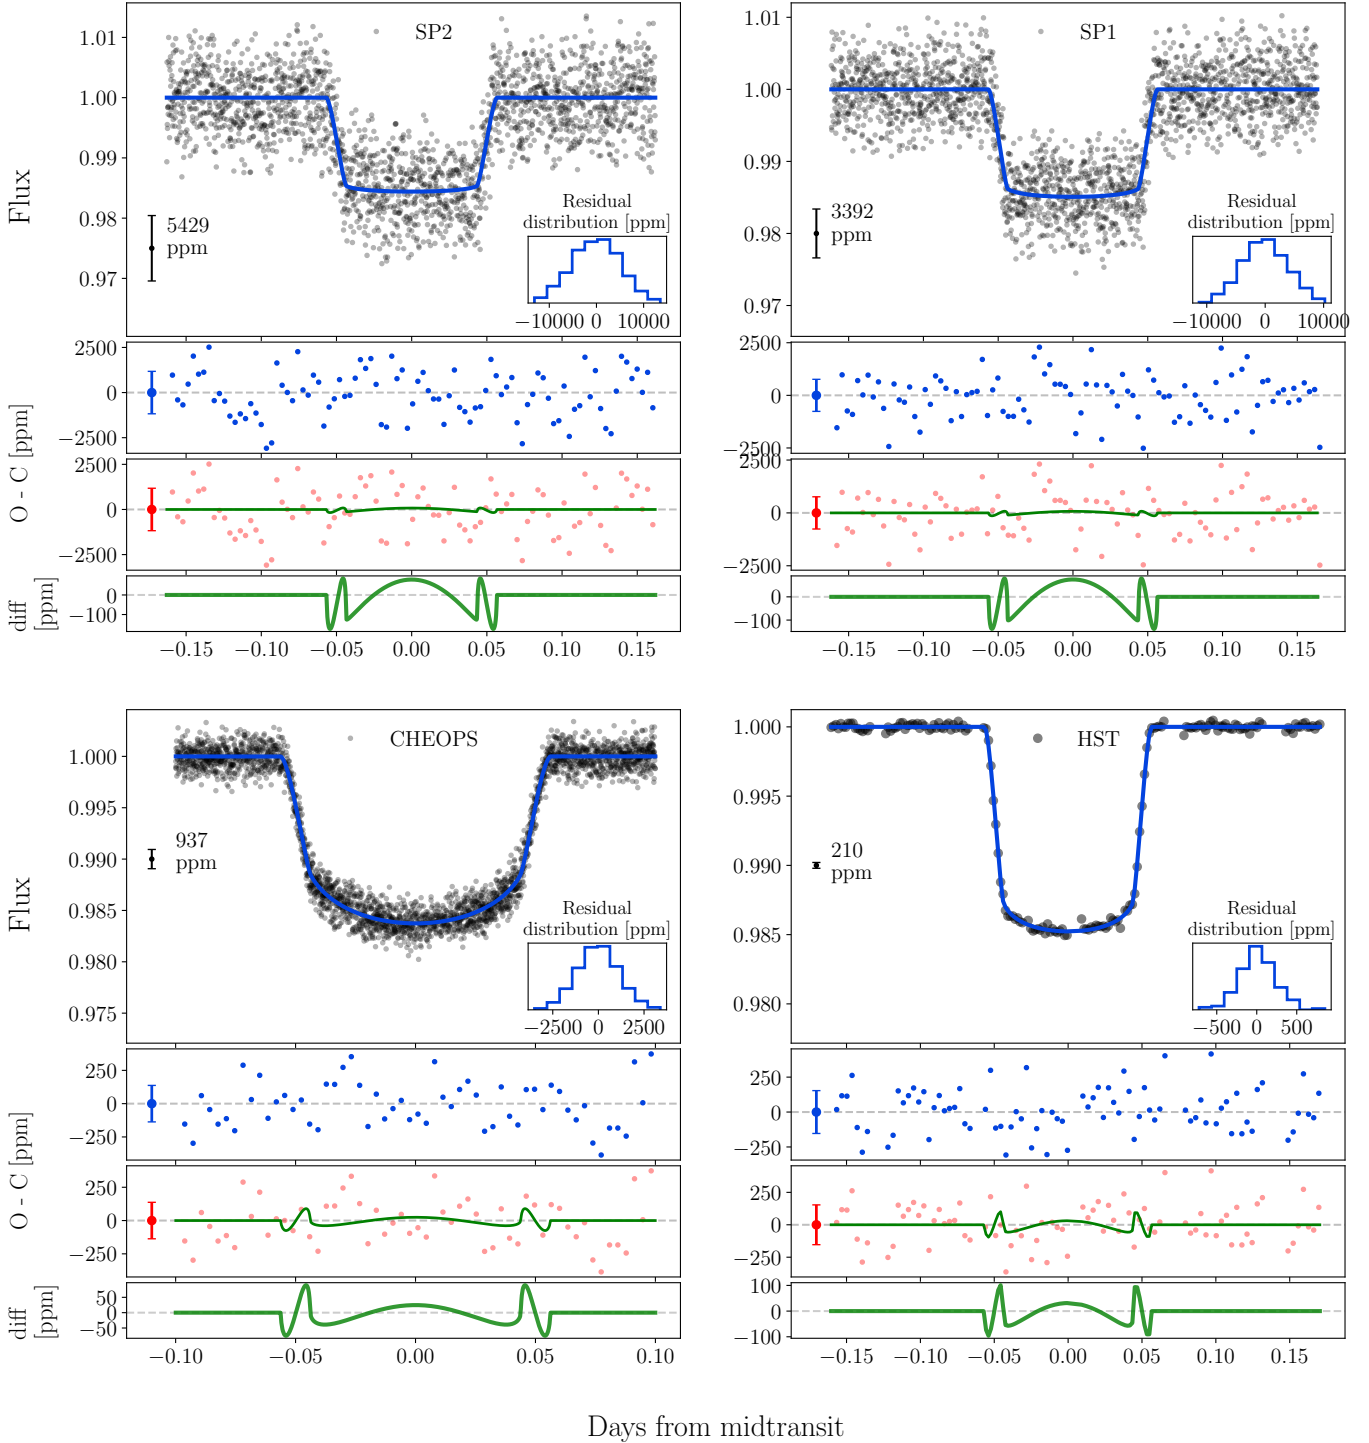 SP2
1.01
1.00
0.99
0.98
0.97
Flux
5429
ppm
Residual
distribution [ppm]
−10000 0 10000
2500
0
−2500
2500
0
−2500
O - C [ppm]
0
−100
diff
[ppm]
−0.15 −0.10 −0.05 0.00 0.05 0.10 0.15
SP1
1.01
1.00
0.99
0.98
0.97
3392
ppm
Residual
distribution [ppm]
−10000 0 10000
2500
0
−2500
2500
0
−2500
0
−100
−0.15 −0.10 −0.05 0.00 0.05 0.10 0.15
CHEOPS
1.000
0.995
0.990
0.985
0.980
0.975
Flux
937
ppm
Residual
distribution [ppm]
−2500 0 2500
250
0
−250
250
0
−250
O - C [ppm]
50
0
−50
diff
[ppm]
−0.10 −0.05 0.00 0.05 0.10
HST
1.000
0.995
0.990
0.985
0.980
210
ppm
Residual
distribution [ppm]
−500 0 500
250
0
−250
250
0
−250
100
0
−100
−0.15 −0.10 −0.05 0.00 0.05 0.10 0.15
Days from midtransit